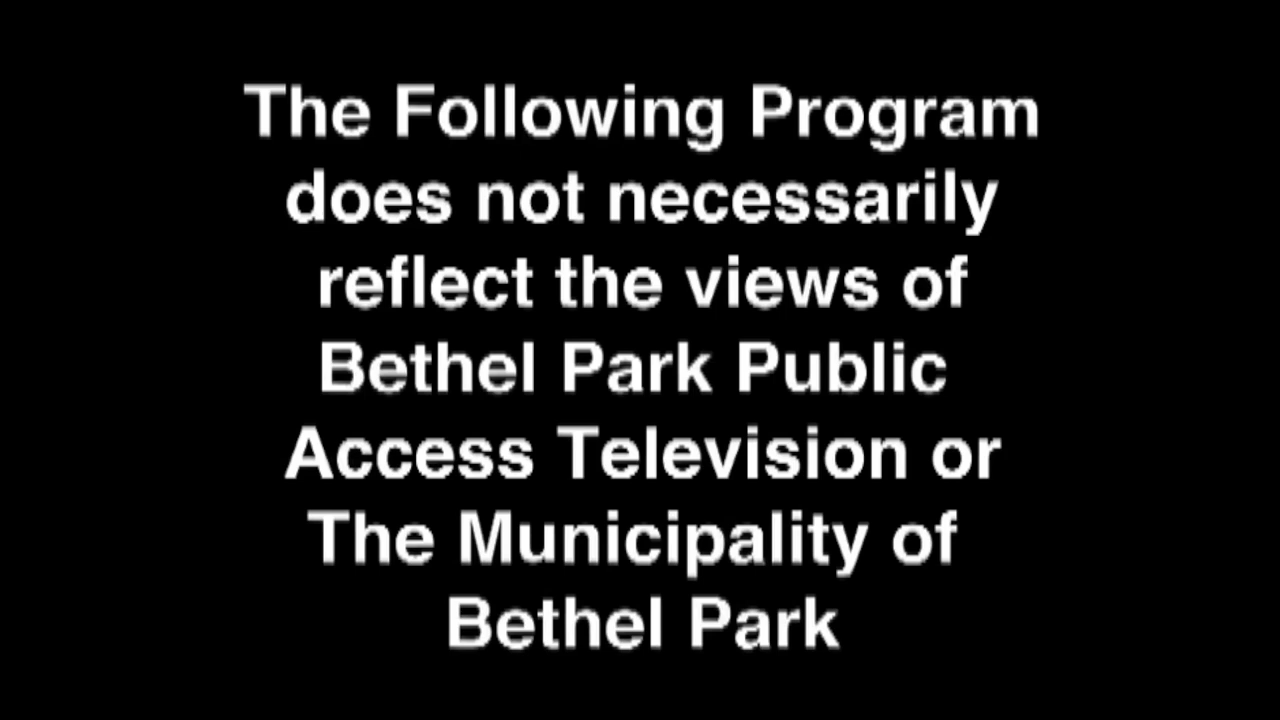 The Following Program
does not necessarily
reflect the views of
Bethel Park Public
Access Television or
The Municipality of
Bethel Park